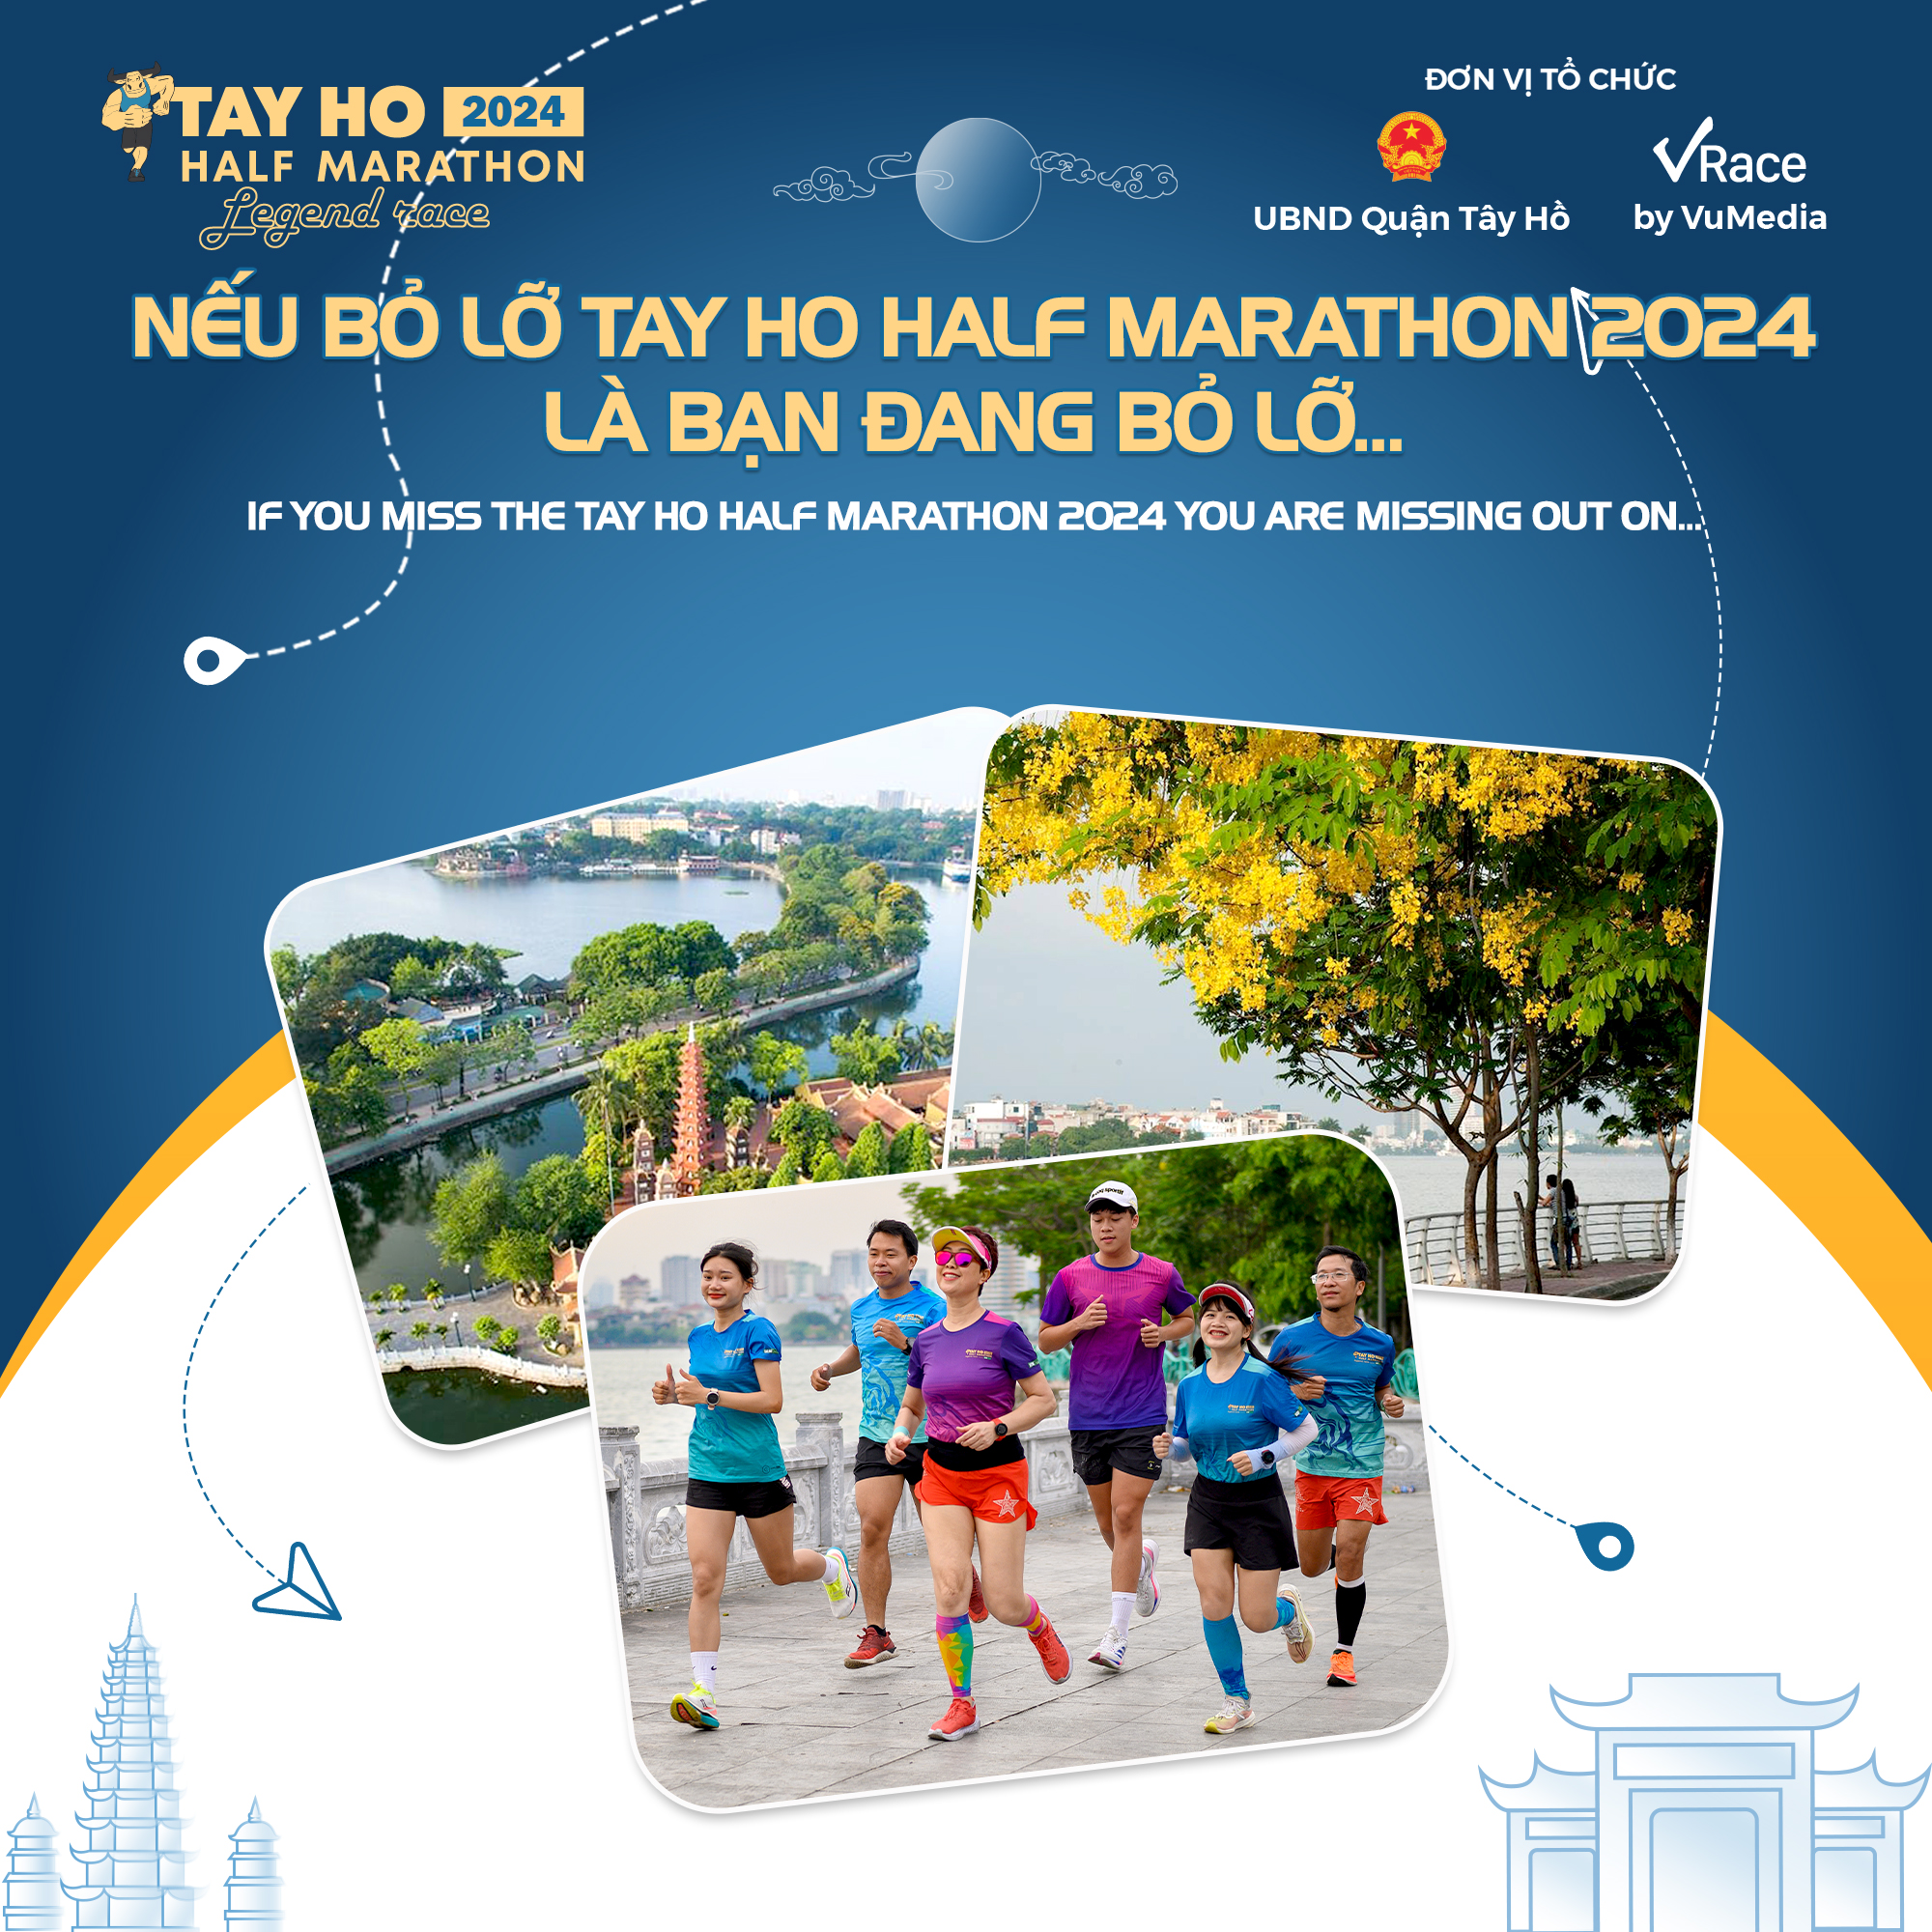 TAY HO 2024
HALF MARATHON
Legend race
ĐƠN VỊ TỔ CHỨC
UBND Quận Tây Hồ
VRace
by VuMedia
NẾU BỎ LỠ TAY HO HALF MARATHON 2024
LÀ BẠN ĐANG BỎ LỠ...
IF YOU MISS THE TAY HO HALF MARATHON 2024 YOU ARE MISSING OUT ON...